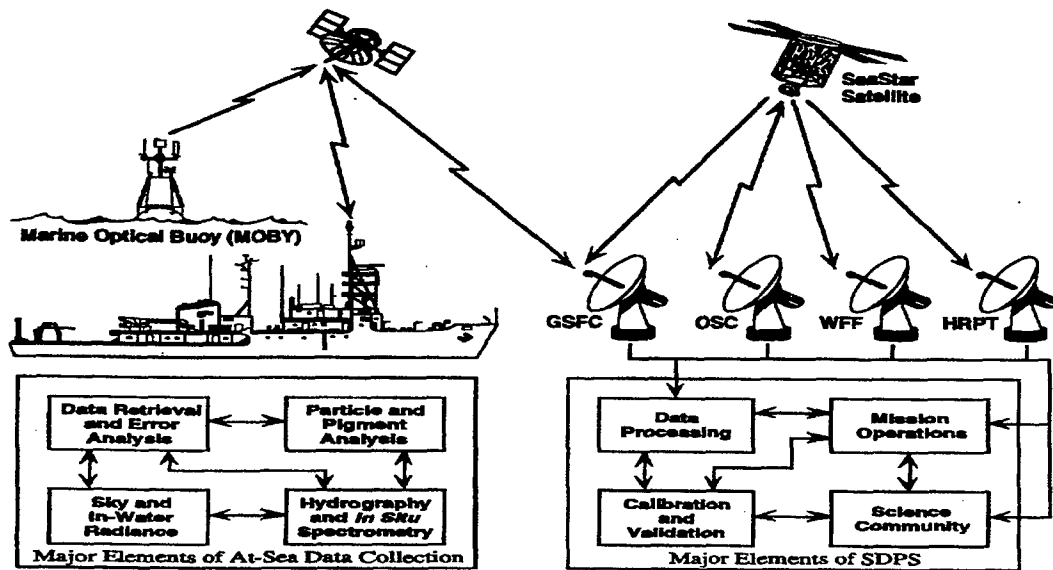 SeaStar
Satellite
Marine Optical Buoy (MOBY)
GSFC
OSC
WFF
HRPT
Data Retrieval
and Error
Analysis
Particle and
Pigment
Analysis
Sky and
In-Water
Radiance
Hydrography
and In Situ
Spectrometry
Major Elements of At-Sea Data Collection
Data
Processing
Mission
Operations
Calibration
and
Validation
Science
Community
Major Elements of SDPS